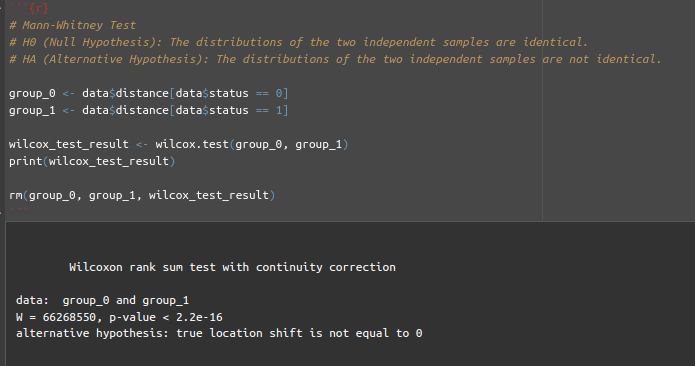 ```{r}
# Mann-Whitney Test
# H0 (Null Hypothesis): The distributions of the two independent samples are identical.
# HA (Alternative Hypothesis): The distributions of the two independent samples are not identical.
group_0 <- data$distance[data$status == 0]
group_1 <- data$distance[data$status == 1]
wilcox_test_result <- wilcox.test(group_0, group_1)
print(wilcox_test_result)
rm(group_0, group_1, wilcox_test_result)
```
Wilcoxon rank sum test with continuity correction
data:  group_0 and group_1
W = 66268550, p-value < 2.2e-16
alternative hypothesis: true location shift is not equal to 0